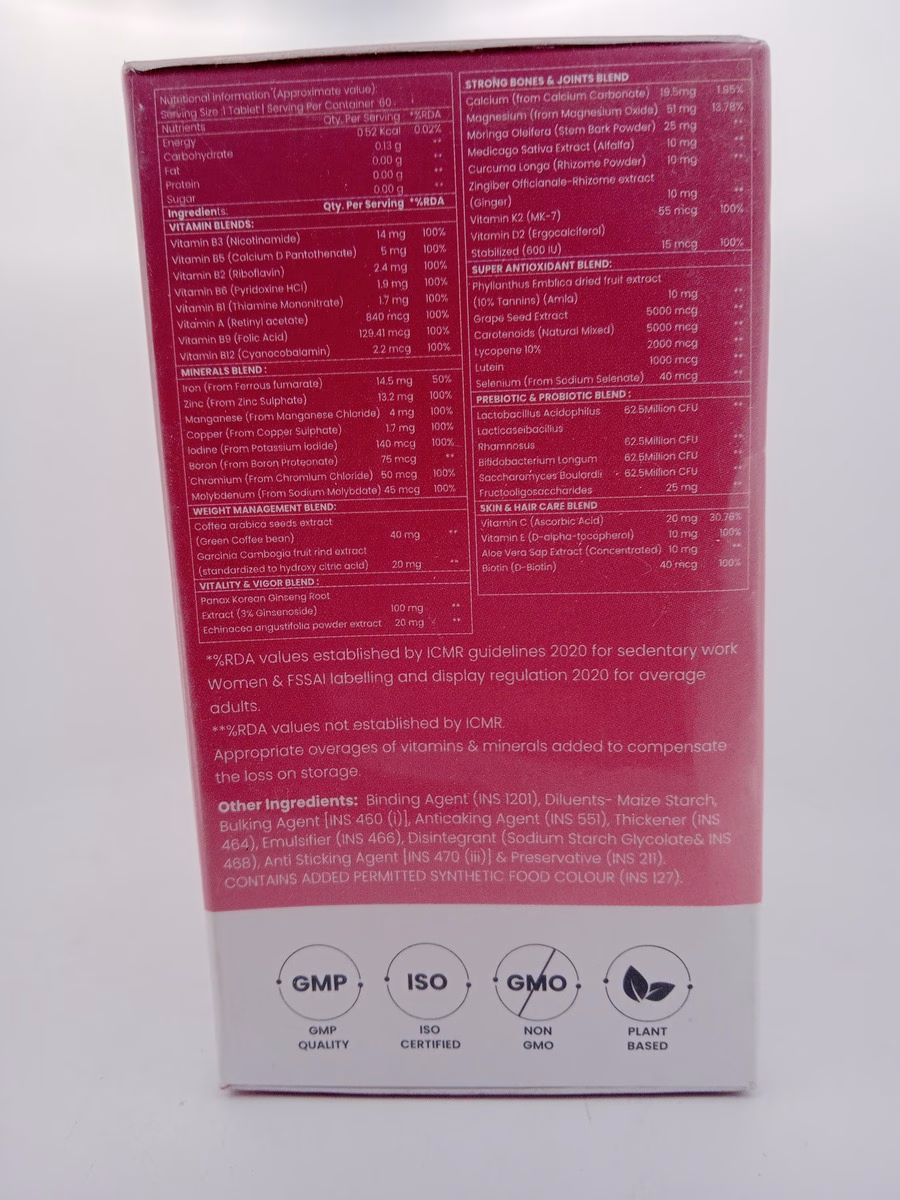 Nutritional Information (Approximate value):
Serving Size 1 Tablet | Serving Per Container 60.
Nutrients Qty. Per Serving *%RDA
Energy 0.52 Kcal 0.02%
Carbohydrate 0.13 g **
Fat 0.00 g **
Protein 0.00 g **
Sugar 0.00 g **
Ingredients: Qty. Per Serving *%RDA
VITAMIN BLENDS:
Vitamin B3 (Nicotinamide) 14 mg 100%
Vitamin B5 (Calcium D Pantothenate) 5 mg 100%
Vitamin B2 (Riboflavin) 2.4 mg 100%
Vitamin B6 (Pyridoxine HCl) 1.9 mg 100%
Vitamin B1 (Thiamine Mononitrate) 1.7 mg 100%
Vitamin A (Retinyl acetate) 840 mcg 100%
Vitamin B9 (Folic Acid) 129.41 mcg 100%
Vitamin B12 (Cyanocobalamin) 2.2 mcg 100%
MINERALS BLEND:
Iron (From Ferrous fumarate) 14.5 mg 50%
Zinc (From Zinc Sulphate) 13.2 mg 100%
Manganese (From Manganese Chloride) 4 mg 100%
Copper (From Copper Sulphate) 1.7 mg 100%
Iodine (From Potassium iodide) 140 mcg 100%
Boron (From Boron Proteonate) 75 mcg **
Chromium (From Chromium Chloride) 50 mcg 100%
Molybdenum (From Sodium Molybdate) 45 mcg 100%
WEIGHT MANAGEMENT BLEND:
Coffea arabica seeds extract
(Green Coffee bean) 40 mg **
Garcinia Cambogia fruit rind extract
(standardized to hydroxy citric acid) 20 mg **
VITALITY & VIGOR BLEND :
Panax Korean Ginseng Root
Extract (3% Ginsenoside) 100 mg **
Echinacea angustifolia powder extract 20 mg **
STRONG BONES & JOINTS BLEND
Calcium (from Calcium Carbonate) 19.5mg 1.95%
Magnesium (from Magnesium Oxide) 51 mg 13.78%
Moringa Oleifera (Stem Bark Powder) 25 mg **
Medicago Sativa Extract (Alfalfa) 10 mg **
Curcuma Longa (Rhizome Powder) 10 mg **
Zingiber Officianale-Rhizome extract
(Ginger) 10 mg **
Vitamin K2 (MK-7) 55 mcg 100%
Vitamin D2 (Ergocalciferol)
Stabilized (600 IU) 15 mcg 100%
SUPER ANTIOXIDANT BLEND:
Phyllanthus Emblica dried fruit extract
(10% Tannins) (Amla) 10 mg **
Grape Seed Extract 5000 mcg **
Carotenoids (Natural Mixed) 5000 mcg **
Lycopene 10% 2000 mcg **
Lutein 1000 mcg **
Selenium (From Sodium Selenate) 40 mcg **
PREBIOTIC & PROBIOTIC BLEND :
Lactobacillus Acidophilus 62.5Million CFU **
Lacticaseibacillus
Rhamnosus 62.5Million CFU **
Bifidobacterium Longum 62.5Million CFU **
Saccharomyces Boulardii 62.5Million CFU **
Fructooligosaccharides 25 mg **
SKIN & HAIR CARE BLEND
Vitamin C (Ascorbic Acid) 20 mg 30.76%
Vitamin E (D-alpha-tocopherol) 10 mg 100%
Aloe Vera Sap Extract (Concentrated) 10 mg **
Biotin (D-Biotin) 40 mcg 100%
*%RDA values established by ICMR guidelines 2020 for sedentary work
Women & FSSAI labelling and display regulation 2020 for average
adults.
**%RDA values not established by ICMR.
Appropriate overages of vitamins & minerals added to compensate
the loss on storage.
Other Ingredients: Binding Agent (INS 1201), Diluents- Maize Starch,
Bulking Agent [INS 460 (i)], Anticaking Agent (INS 551), Thickener (INS
464), Emulsifier (INS 466), Disintegrant (Sodium Starch Glycolate& INS
468), Anti Sticking Agent [INS 470 (iii)] & Preservative (INS 211).
CONTAINS ADDED PERMITTED SYNTHETIC FOOD COLOUR (INS 127).
GMP ISO GMO
GMP ISO NON PLANT
QUALITY CERTIFIED GMO BASED